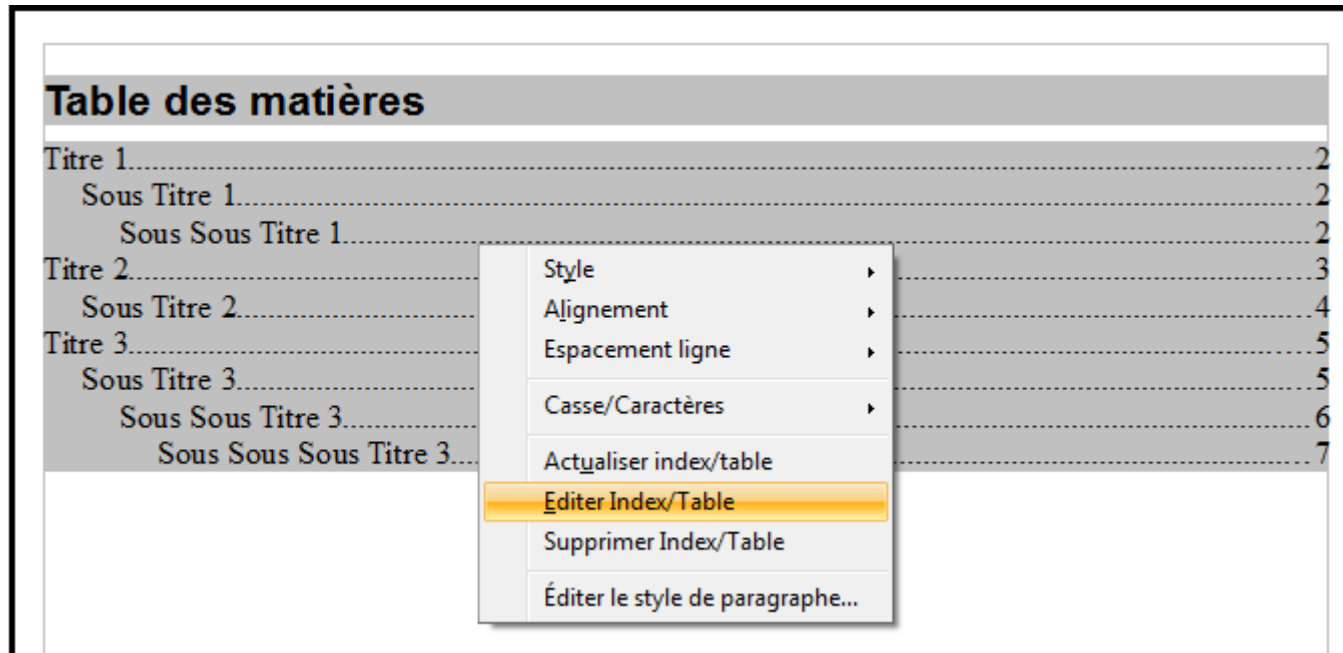 Table des matières
Titre 1 2
Sous Titre 1 2
Sous Sous Titre 1 2
Titre 2 3
Sous Titre 2 4
Titre 3 5
Sous Titre 3 5
Sous Sous Titre 3 6
Sous Sous Sous Titre 3 7
Style
Alignement
Espacement ligne
Casse/Caractères
Actualiser index/table
Editer Index/Table
Supprimer Index/Table
Éditer le style de paragraphe...